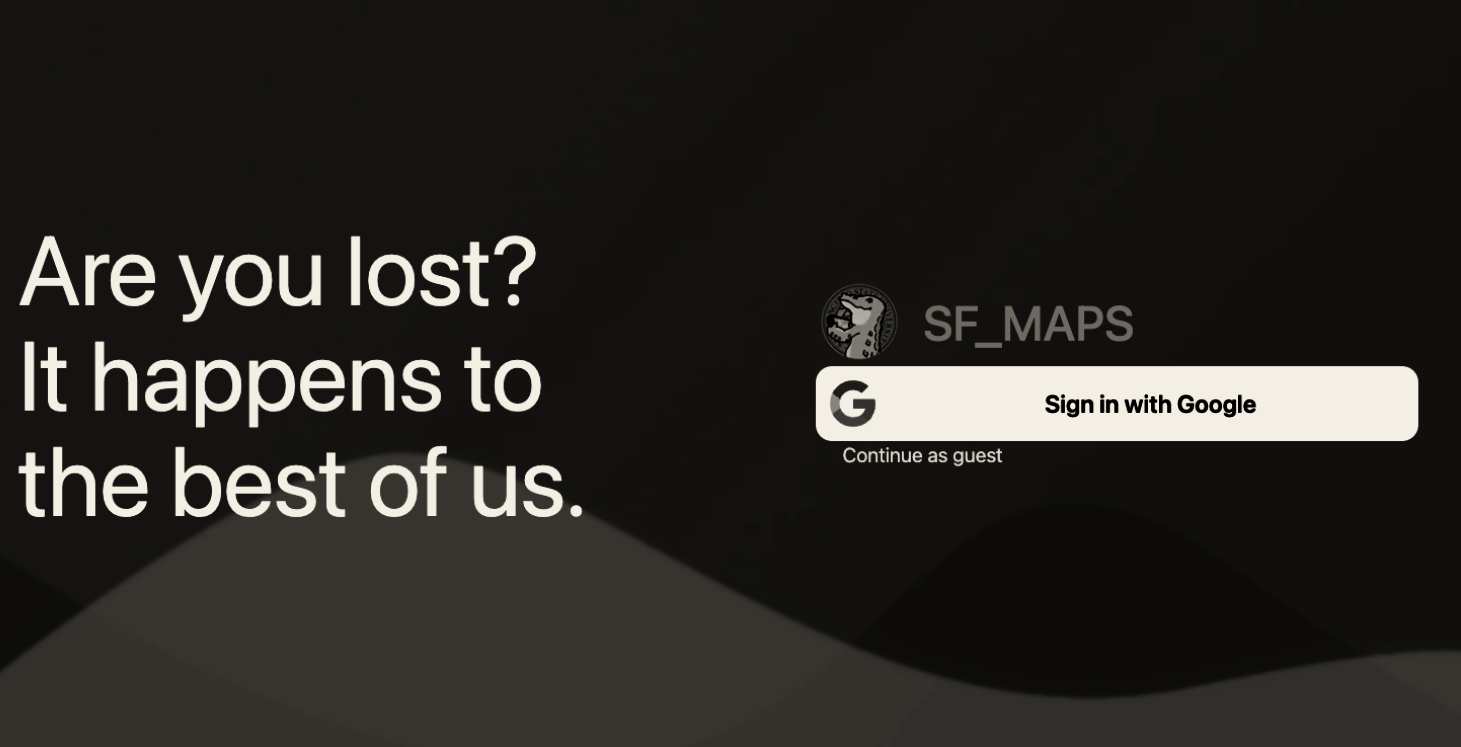 Are you lost?
It happens to
the best of us.
SF_MAPS
Sign in with Google
Continue as guest